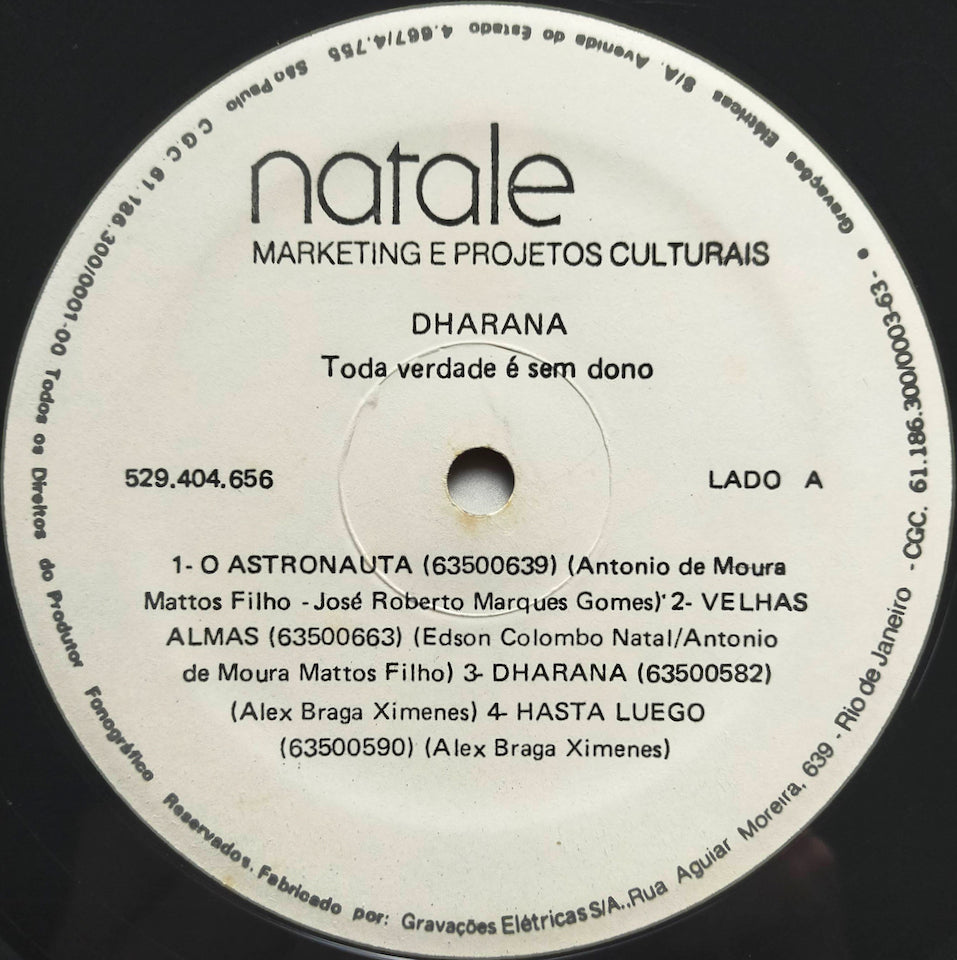 natale
MARKETING E PROJETOS CULTURAIS
DHARANA
Toda verdade é sem dono
529.404.656
LADO A
1- O ASTRONAUTA (63500639) (Antonio de Moura
Mattos Filho - José Roberto Marques Gomes) 2- VELHAS
ALMAS (63500663) (Edson Colombo Natal/Antonio
de Moura Mattos Filho) 3- DHARANA (63500582)
(Alex Braga Ximenes) 4- HASTA LUEGO
(63500590) (Alex Braga Ximenes)
• Gravações Elétricas S/A. Avenida do Estado 4.667/4.755 São Paulo C G.C. 61.186.300/0001-00 Todos os Direitos do Produtor Fonográfico Reservados. Fabricado por: Gravações Elétricas S/A.,Rua Aguiar Moreira, 639 - Rio de Janeiro -CGC. 61.186.300/0003-63-